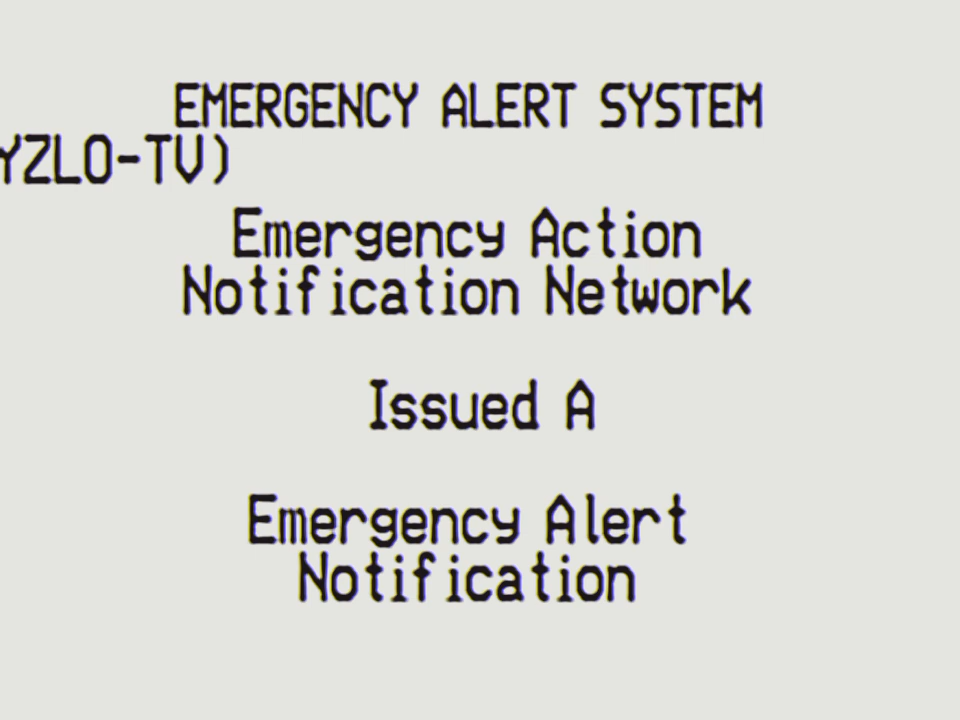 EMERGENCY ALERT SYSTEM
YZLO-TV)
Emergency Action
Notification Network
Issued A
Emergency Alert
Notification